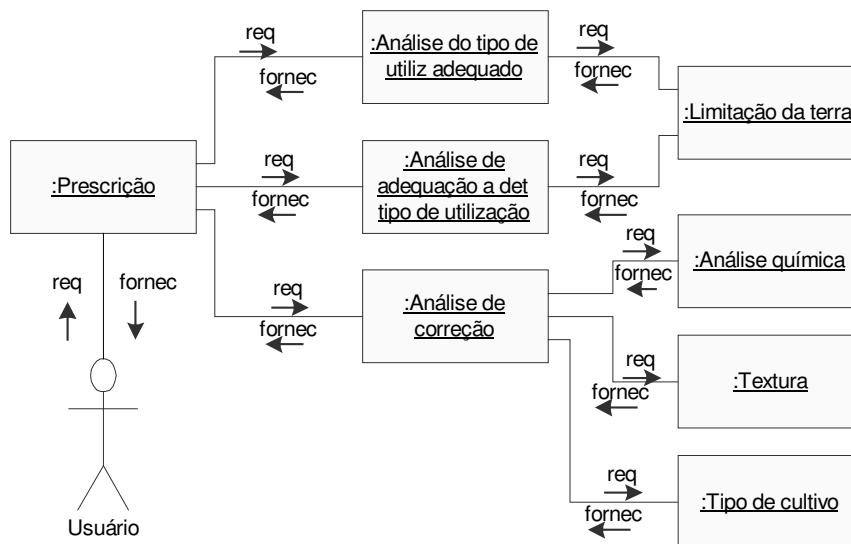 req
fornec
:Análise do tipo de
utiliz adequado
req
fornec
:Limitação da terra
:Prescrição
req
fornec
:Análise de
adequação a det
tipo de utilização
req
fornec
req
fornec
:Análise química
req
fornec
req
fornec
:Análise de
correção
req
fornec
:Textura
req
fornec
:Tipo de cultivo
Usuário